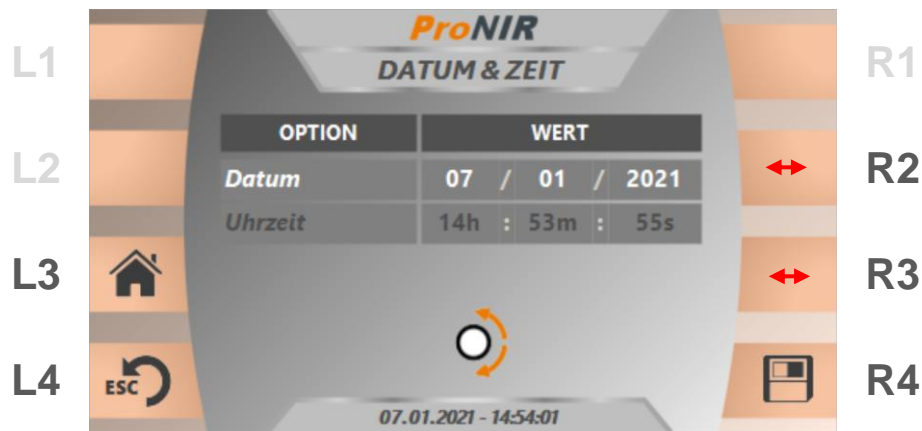 ProNIR
L1
DATUM & ZEIT
R1
OPTION WERT
L2
R2
Datum 07 / 01 / 2021
Uhrzeit 14h : 53m : 55s
L3
R3
L4
ESC
R4
07.01.2021 - 14:54:01